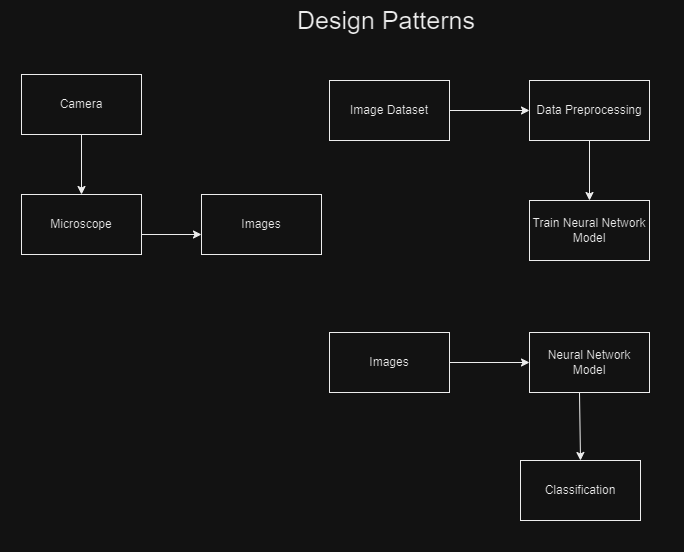 Design Patterns
Camera
Microscope
Images
Image Dataset
Data Preprocessing
Train Neural Network
Model
Images
Neural Network
Model
Classification